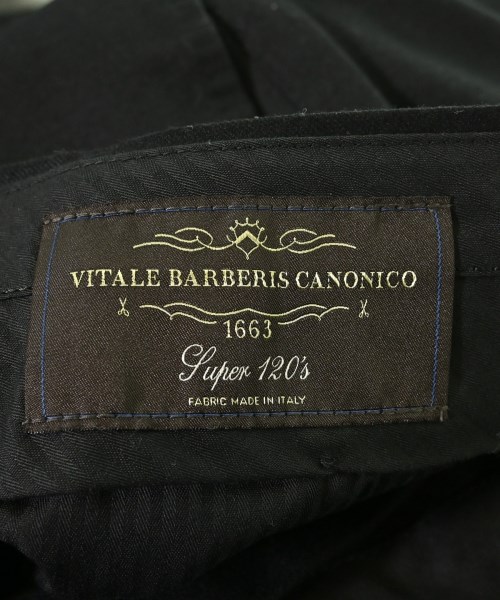 VITALE BARBERIS CANONICO
1663
Super 120's
FABRIC MADE IN ITALY